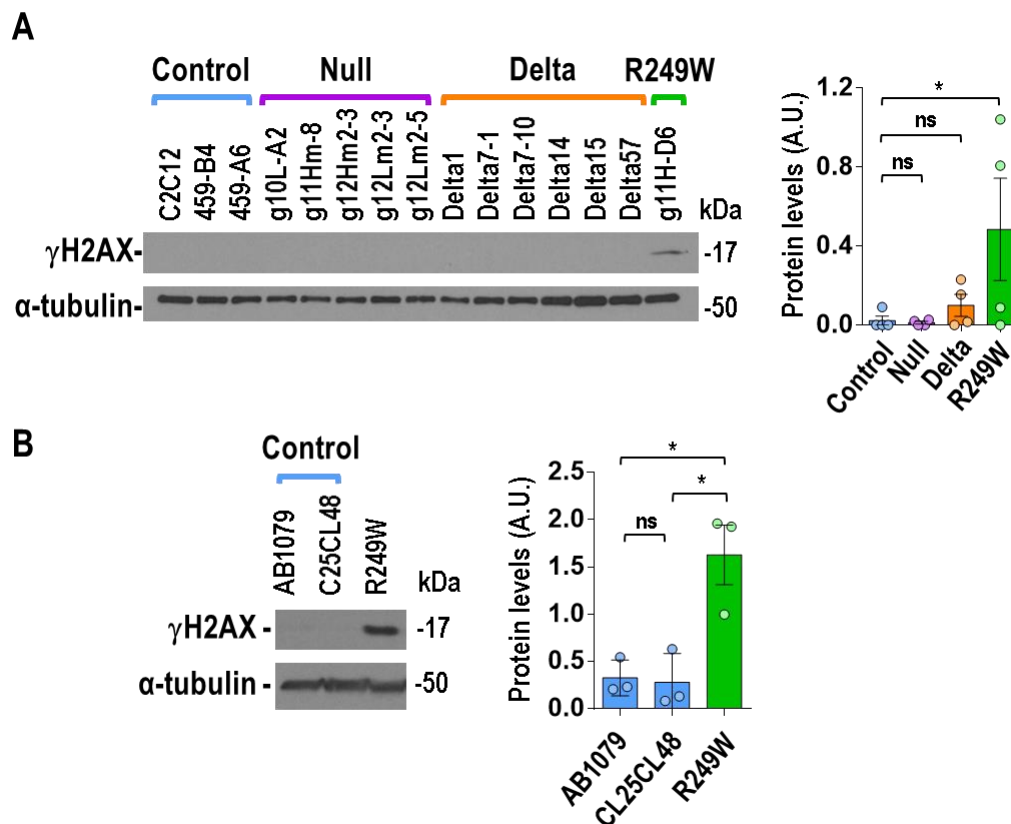 A
Control Null Delta R249W
C2C12 459-B4 459-A6 g10L-A2 g11Hm-8 g12Hm2-3 g12Lm2-3 g12Lm2-5 Delta1 Delta7-1 Delta7-10 Delta14 Delta15 Delta57 g11H-D6 kDa
γH2AX- -17
α-tubulin- -50
Protein levels (A.U.)
1.2
0.8
0.4
0.0
*
ns
ns
Control Null Delta R249W
B
Control
AB1079 C25CL48 R249W kDa
γH2AX - -17
α-tubulin - -50
Protein levels (A.U.)
2.5
2.0
1.5
1.0
0.5
0.0
*
*
ns
AB1079 CL25CL48 R249W